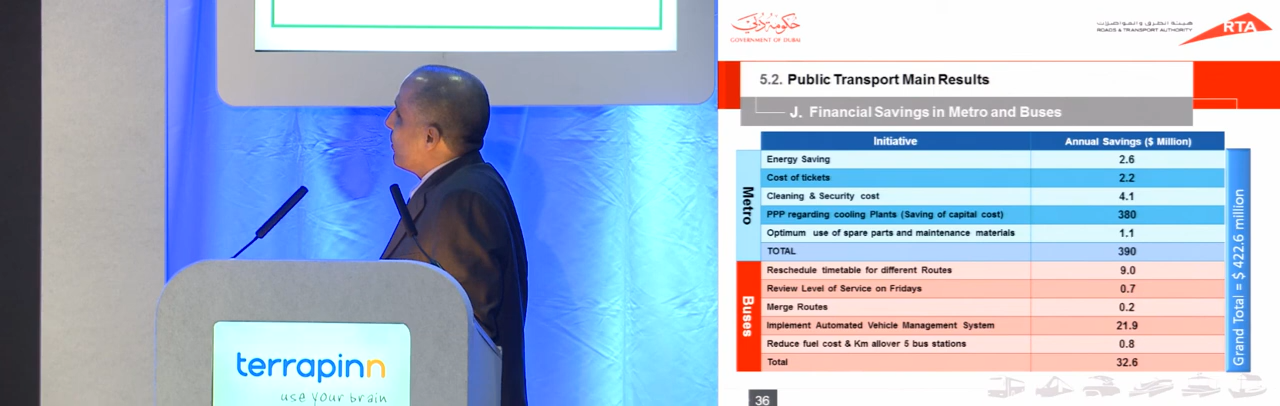 terrapinn
use your brain
حكومة دبي
GOVERNMENT OF DUBAI
هيئة الطرق و المواصلات
ROADS & TRANSPORT AUTHORITY
RTA
5.2. Public Transport Main Results
J. Financial Savings in Metro and Buses
Initiative Annual Savings ($ Million)
Metro
Energy Saving 2.6
Cost of tickets 2.2
Cleaning & Security cost 4.1
PPP regarding cooling Plants (Saving of capital cost) 380
Optimum use of spare parts and maintenance materials 1.1
TOTAL 390
Buses
Reschedule timetable for different Routes 9.0
Review Level of Service on Fridays 0.7
Merge Routes 0.2
Implement Automated Vehicle Management System 21.9
Reduce fuel cost & Km allover 5 bus stations 0.8
Total 32.6
Grand Total = $ 422.6 million
36